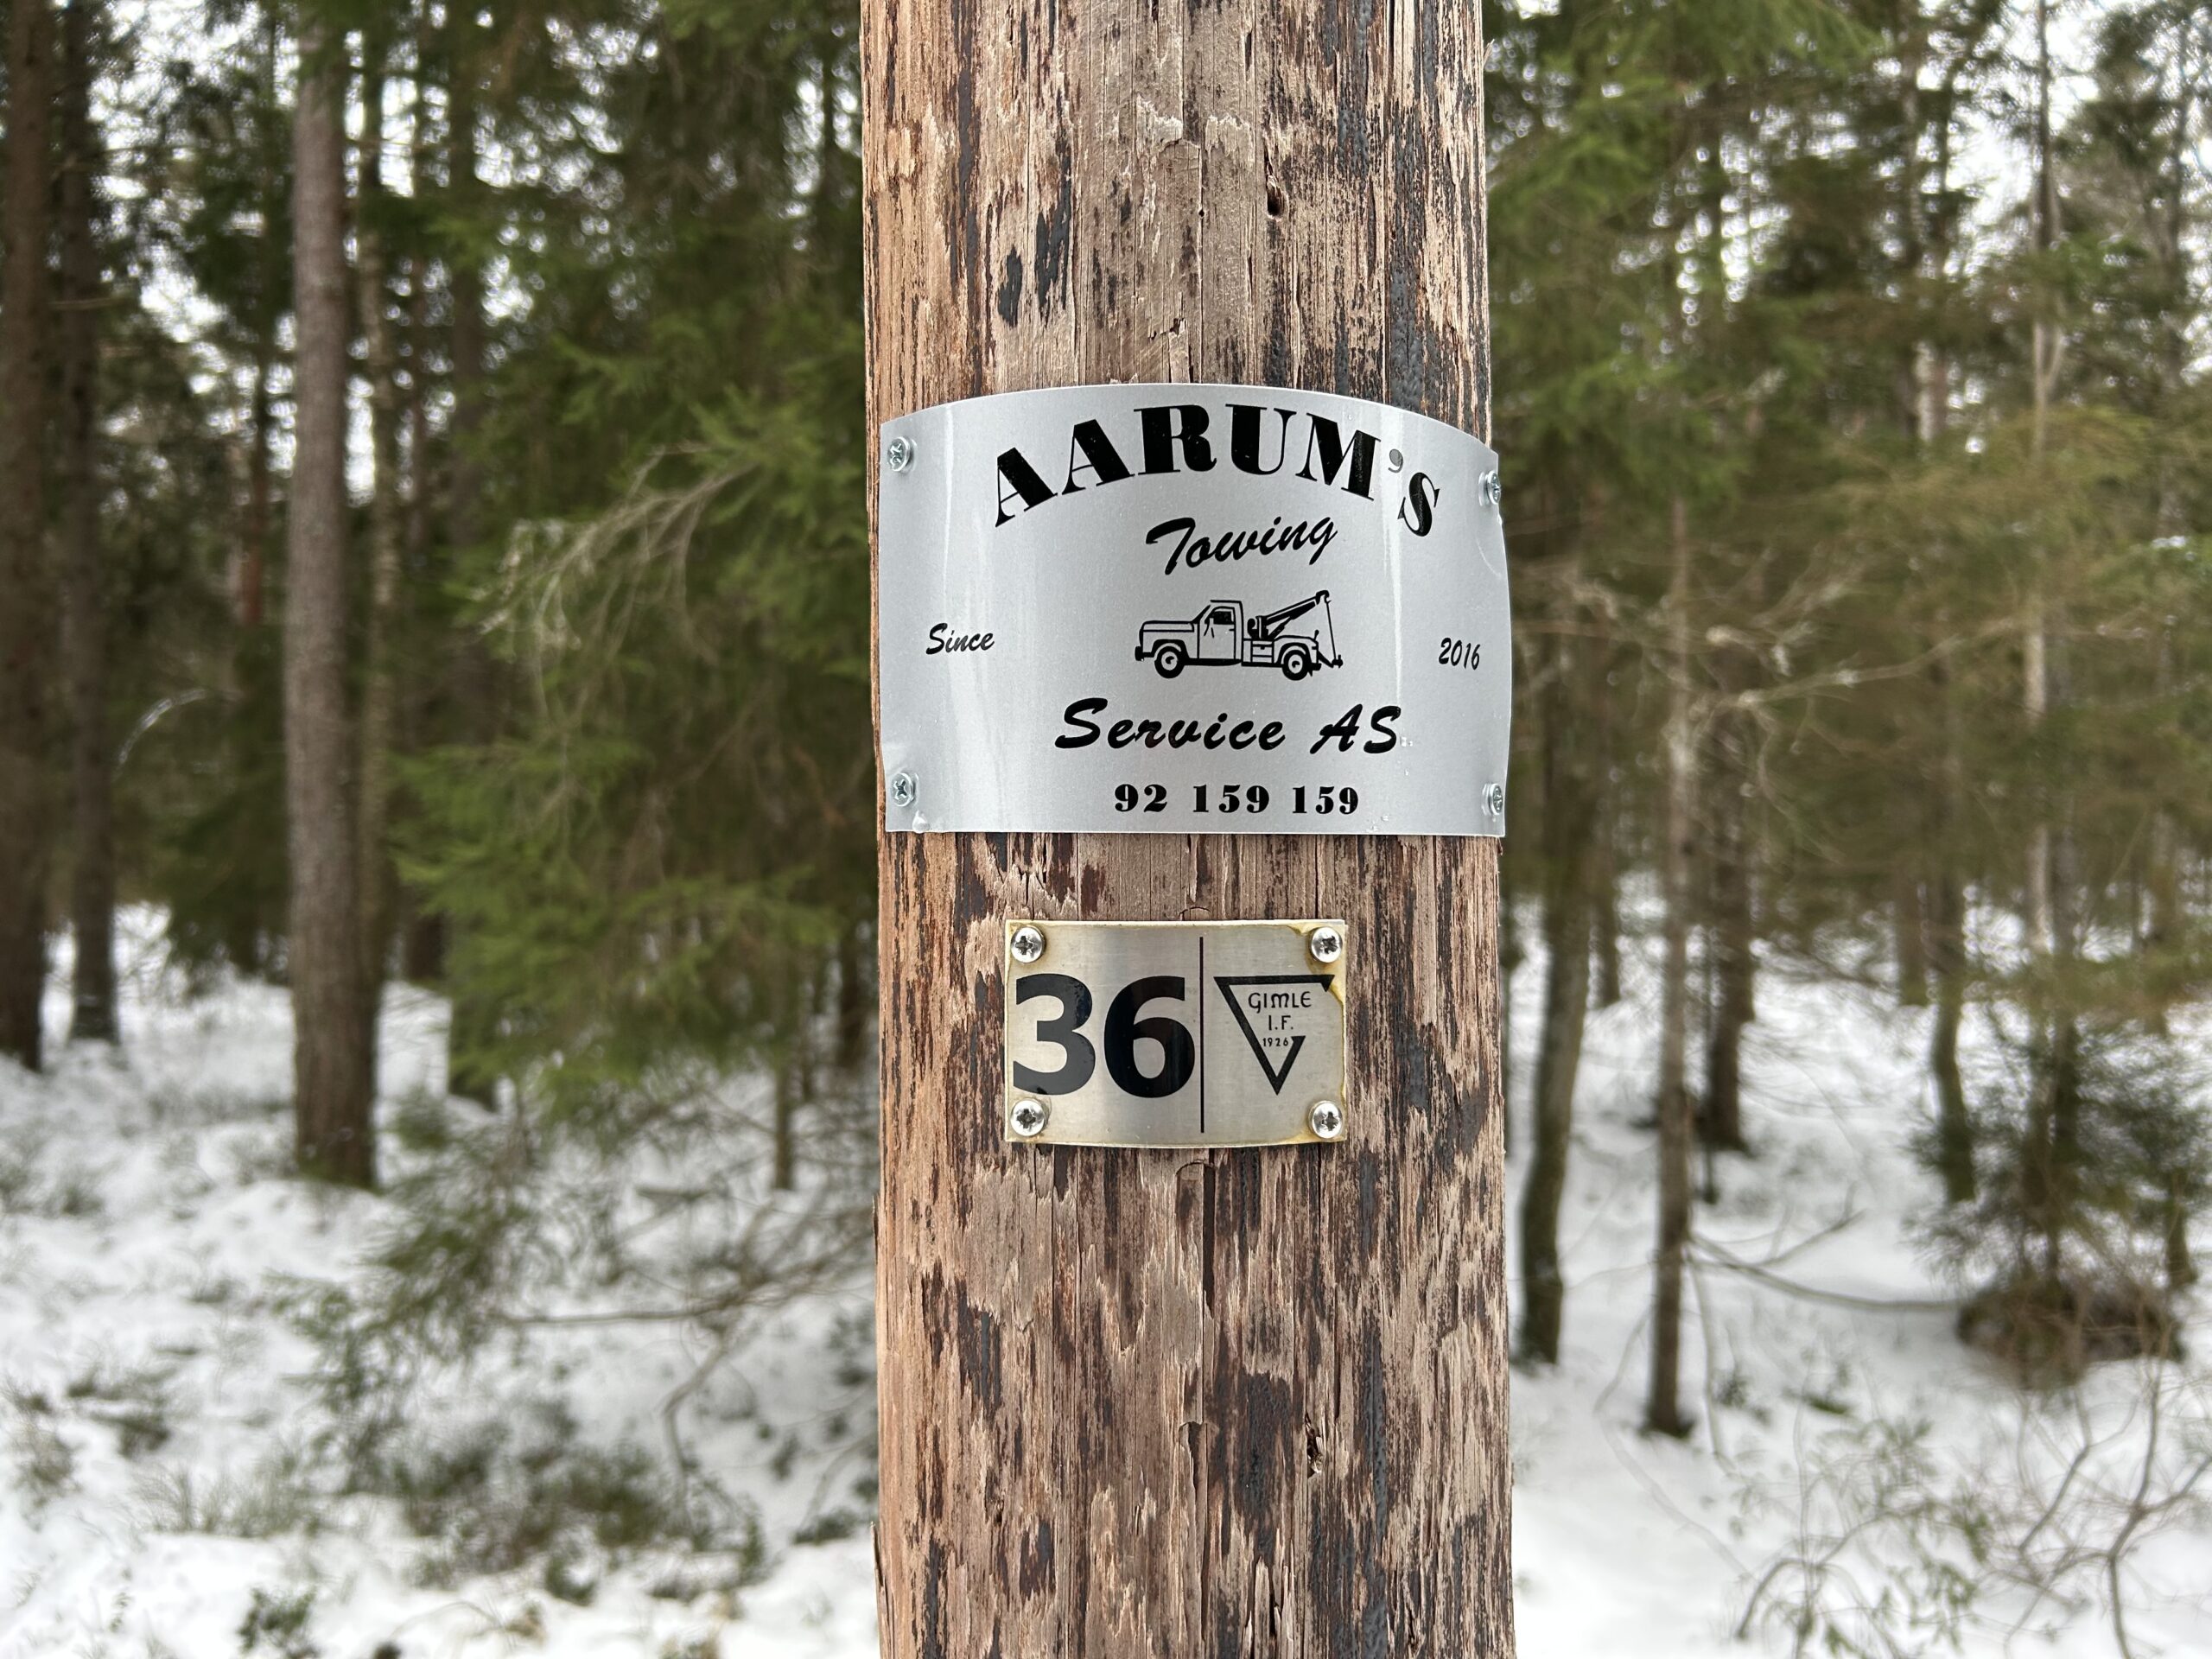 AARUM'S
Towing
Since 2016
Service AS
92 159 159
36 GIMLE
I.F.
1926